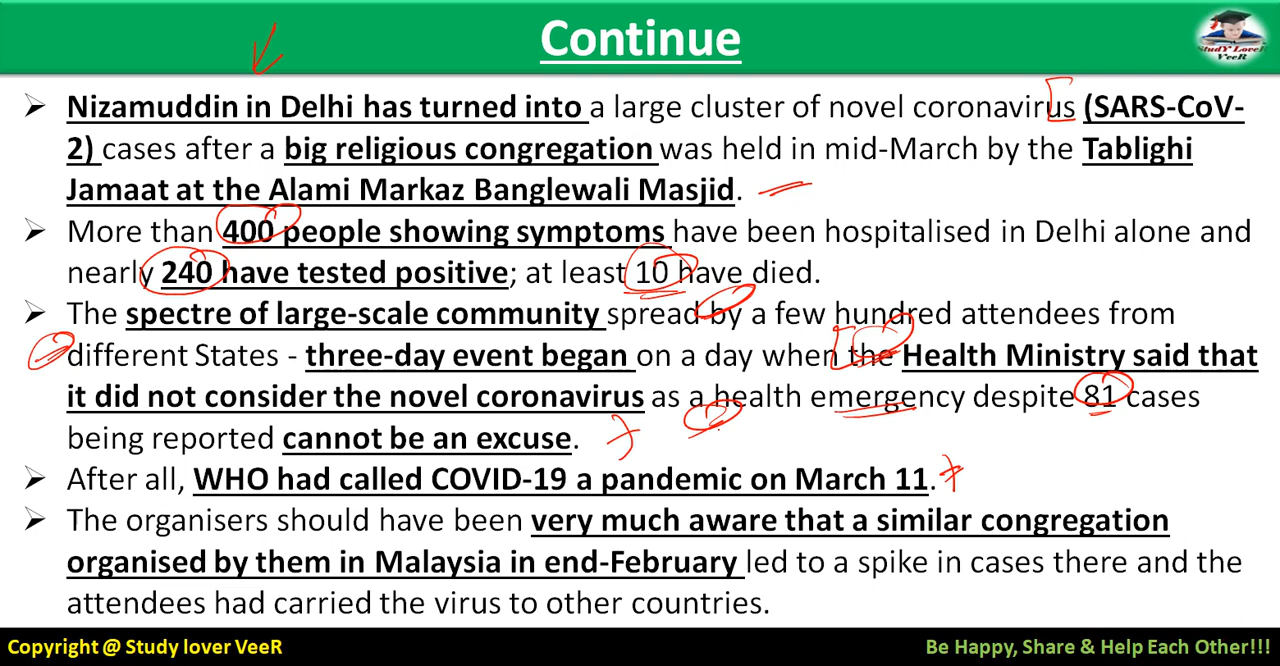 Continue
StudY LoveR
VeeR
➢ Nizamuddin in Delhi has turned into a large cluster of novel coronavirus (SARS-CoV-
2) cases after a big religious congregation was held in mid-March by the Tablighi
Jamaat at the Alami Markaz Banglewali Masjid.
➢ More than 400 people showing symptoms have been hospitalised in Delhi alone and
nearly 240 have tested positive; at least 10 have died.
➢ The spectre of large-scale community spread by a few hundred attendees from
different States - three-day event began on a day when the Health Ministry said that
it did not consider the novel coronavirus as a health emergency despite 81 cases
being reported cannot be an excuse.
➢ After all, WHO had called COVID-19 a pandemic on March 11.
➢ The organisers should have been very much aware that a similar congregation
organised by them in Malaysia in end-February led to a spike in cases there and the
attendees had carried the virus to other countries.
Copyright @ Study lover VeeR
Be Happy, Share & Help Each Other!!!